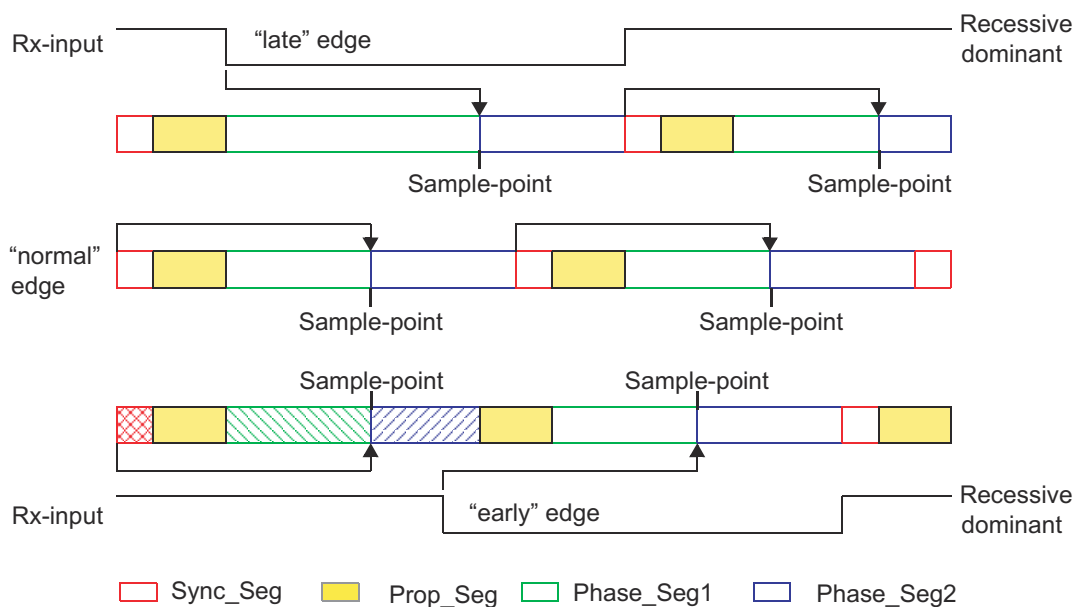 Rx-input
“late” edge
Recessive
dominant
Sample-point
Sample-point
“normal”
edge
Sample-point
Sample-point
Sample-point
Sample-point
Rx-input
“early” edge
Recessive
dominant
Sync_Seg
Prop_Seg
Phase_Seg1
Phase_Seg2